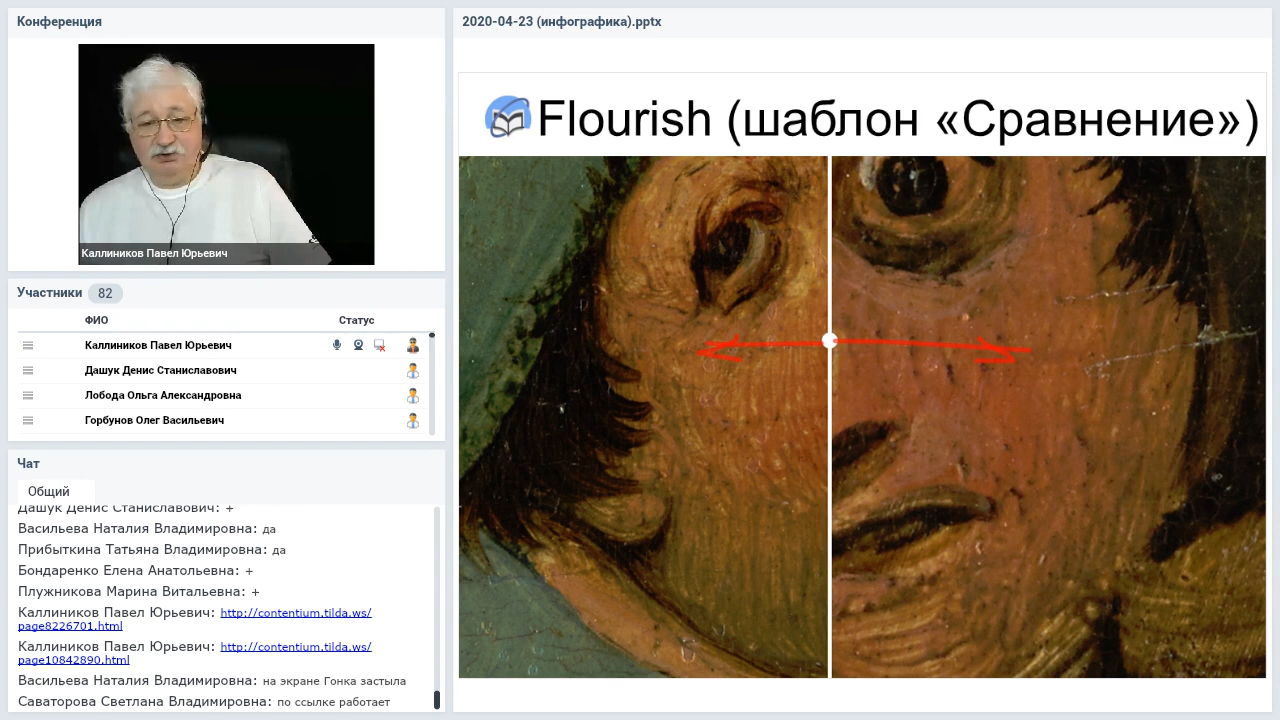 Конференция
Каллиников Павел Юрьевич
Участники 82
ФИО Статус
Каллиников Павел Юрьевич
Дашук Денис Станиславович
Лобода Ольга Александровна
Горбунов Олег Васильевич
Чат
Общий
Дашук Денис Станиславович: +
Васильева Наталия Владимировна: да
Прибыткина Татьяна Владимировна: да
Бондаренко Елена Анатольевна: +
Плужникова Марина Витальевна: +
Каллиников Павел Юрьевич: http://contentium.tilda.ws/
page8226701.html
Каллиников Павел Юрьевич: http://contentium.tilda.ws/
page10842890.html
Васильева Наталия Владимировна: на экране Гонка застыла
Саваторова Светлана Владимировна: по ссылке работает
2020-04-23 (инфографика).pptx
Flourish (шаблон «Сравнение»)